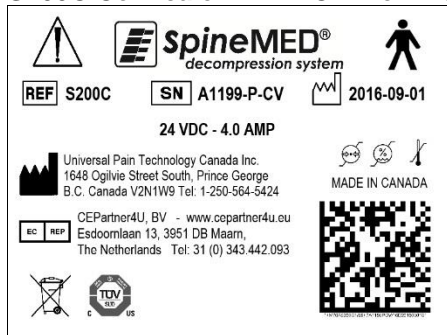 SpineMED®
decompression system
REF S200C SN A1199-P-CV 2016-09-01
24 VDC - 4.0 AMP
Universal Pain Technology Canada Inc.
1648 Ogilvie Street South, Prince George
B.C. Canada V2N1W9 Tel: 1-250-564-5424
MADE IN CANADA
EC REP
CEPartner4U, BV - www.cepartner4u.eu
Esdoornlaan 13, 3951 DB Maarn,
The Netherlands Tel: 31 (0) 343.442.093
TÜV
SÜD
C US